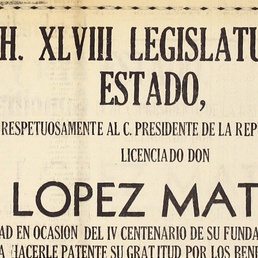 H. XLVIII LEGISLATU
ESTADO,
RESPETUOSAMENTE AL C. PRESIDENTE DE LA REP
LICENCIADO DON
LOPEZ MAT
AD EN OCASION DEL IV CENTENARIO DE SU FUNDA
A HACERLE PATENTE SU GRATITUD POR LOS BENE